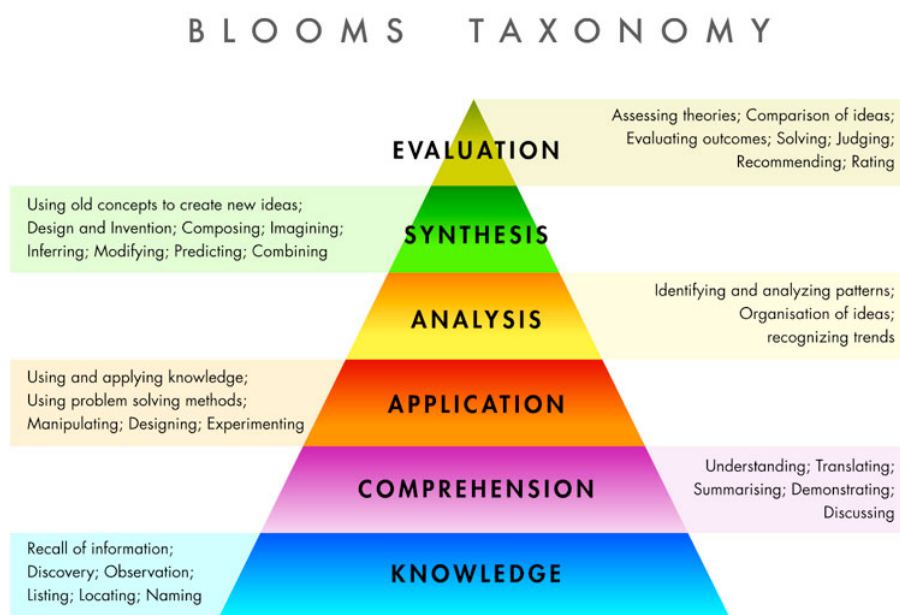 BLOOMS TAXONOMY
EVALUATION
Assessing theories; Comparison of ideas;
Evaluating outcomes; Solving; Judging;
Recommending; Rating
Using old concepts to create new ideas;
Design and Invention; Composing; Imagining;
Inferring; Modifying; Predicting; Combining
SYNTHESIS
ANALYSIS
Identifying and analyzing patterns;
Organisation of ideas;
recognizing trends
Using and applying knowledge;
Using problem solving methods;
Manipulating; Designing; Experimenting
APPLICATION
COMPREHENSION
Understanding; Translating;
Summarising; Demonstrating;
Discussing
Recall of information;
Discovery; Observation;
Listing; Locating; Naming
KNOWLEDGE